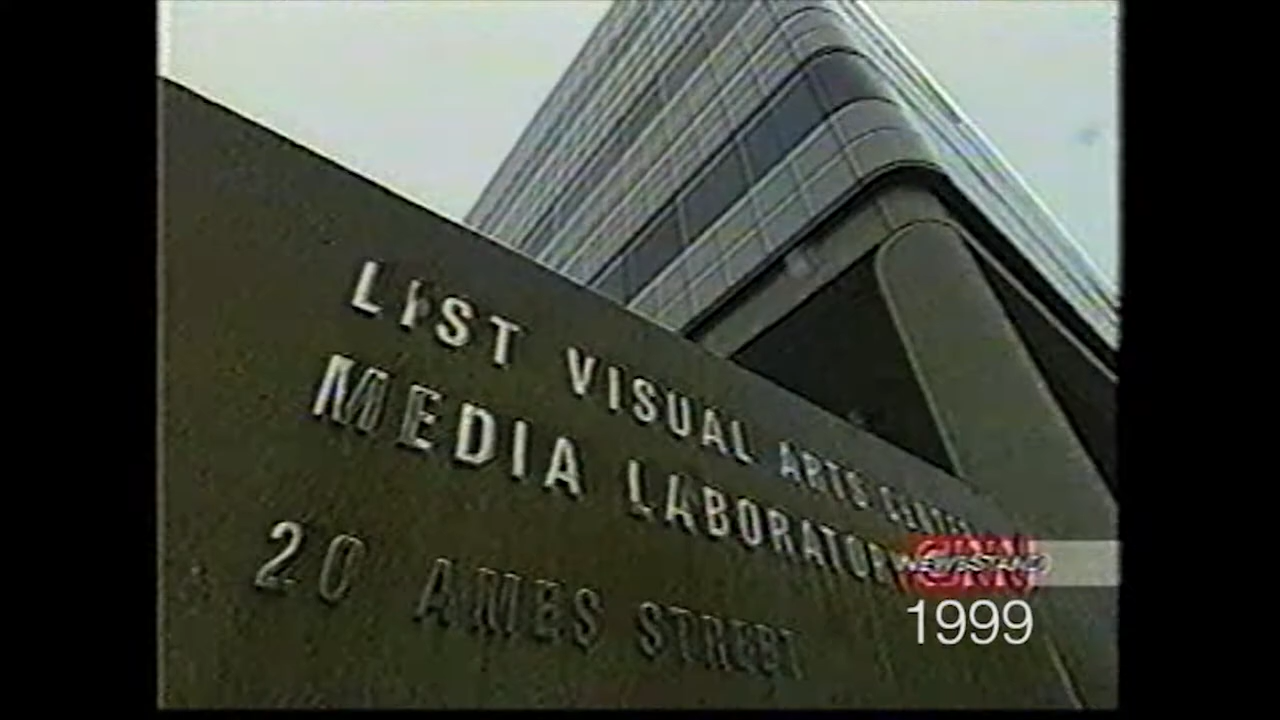 LIST VISUAL ARTS CENTER
MEDIA LABORATORY
20 AMES STREET
CNN
NEWSSTAND
1999